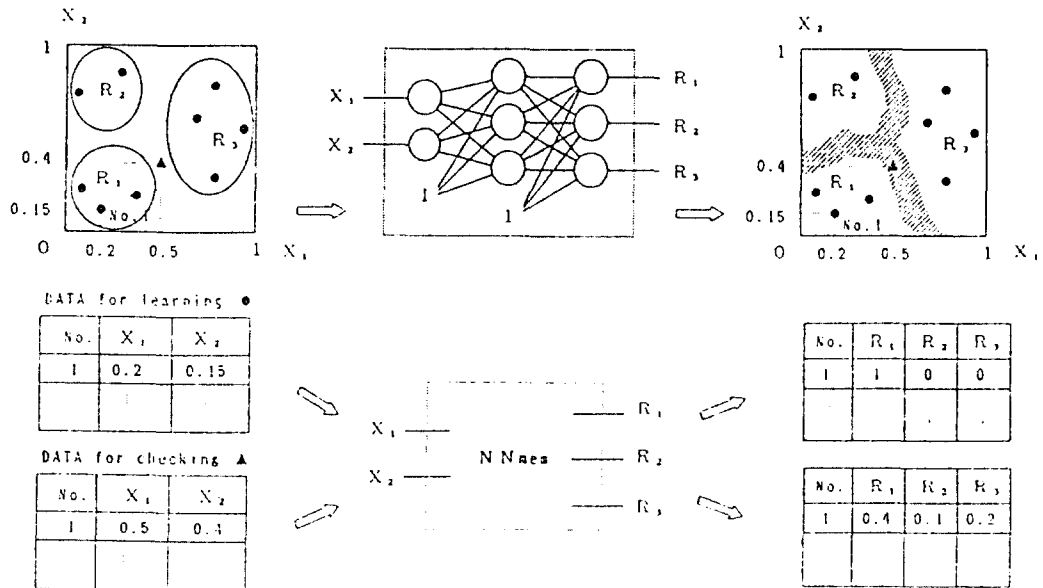 X₂
1
R₂
R₃
0.4
R₁
0.15
No.1
0
0.2
0.5
1
X₁
X₁
X₂
1
1
R₁
R₂
R₃
X₂
1
R₂
R₃
0.4
R₁
0.15
No.1
0
0.2
0.5
1
X₁
DATA for learning ●
No. X₁ X₂
1 0.2 0.15
DATA for checking ▲
No. X₁ X₂
1 0.5 0.4
X₁
X₂
NNmem
R₁
R₂
R₃
No. R₁ R₂ R₃
1 1 0 0
No. R₁ R₂ R₃
1 0.4 0.1 0.2